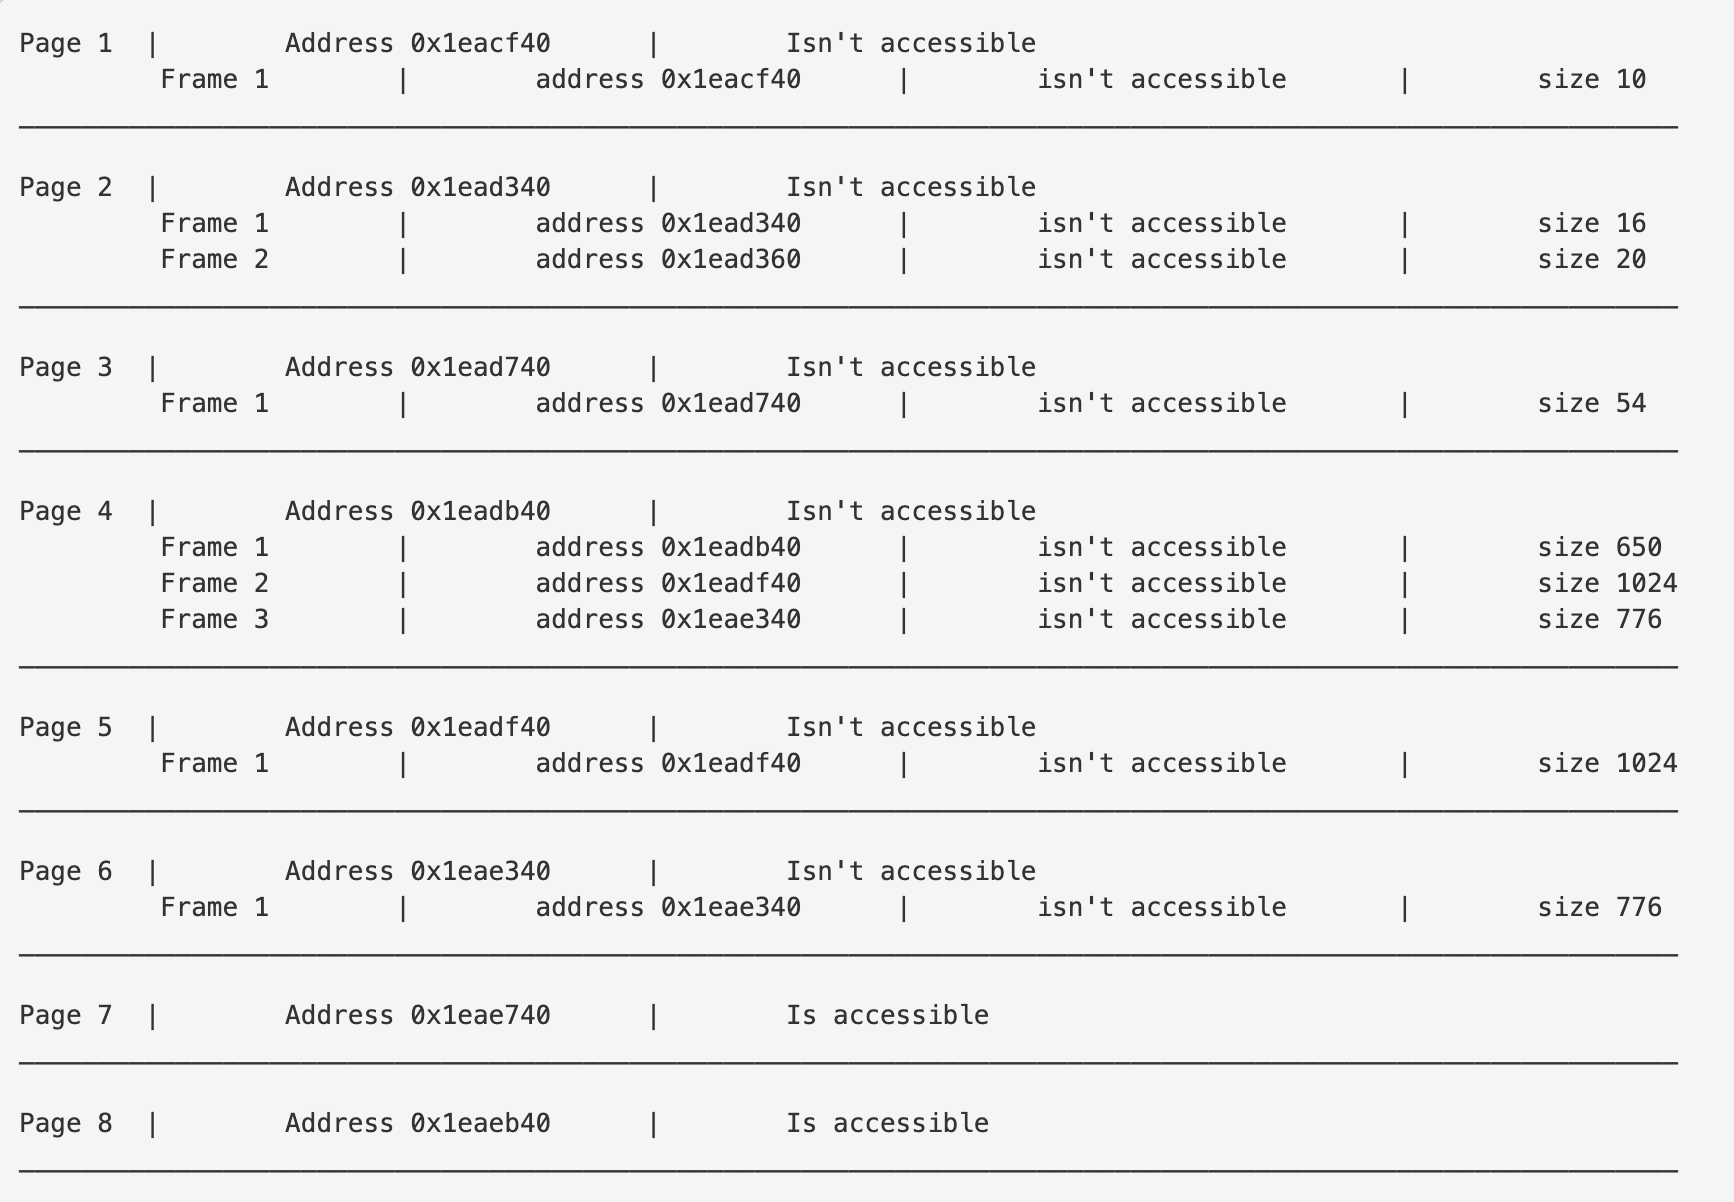 Page 1 | Address 0x1eacf40 | Isn't accessible
Frame 1 | address 0x1eacf40 | isn't accessible | size 10
Page 2 | Address 0x1ead340 | Isn't accessible
Frame 1 | address 0x1ead340 | isn't accessible | size 16
Frame 2 | address 0x1ead360 | isn't accessible | size 20
Page 3 | Address 0x1ead740 | Isn't accessible
Frame 1 | address 0x1ead740 | isn't accessible | size 54
Page 4 | Address 0x1eadb40 | Isn't accessible
Frame 1 | address 0x1eadb40 | isn't accessible | size 650
Frame 2 | address 0x1eadf40 | isn't accessible | size 1024
Frame 3 | address 0x1eae340 | isn't accessible | size 776
Page 5 | Address 0x1eadf40 | Isn't accessible
Frame 1 | address 0x1eadf40 | isn't accessible | size 1024
Page 6 | Address 0x1eae340 | Isn't accessible
Frame 1 | address 0x1eae340 | isn't accessible | size 776
Page 7 | Address 0x1eae740 | Is accessible
Page 8 | Address 0x1eaeb40 | Is accessible